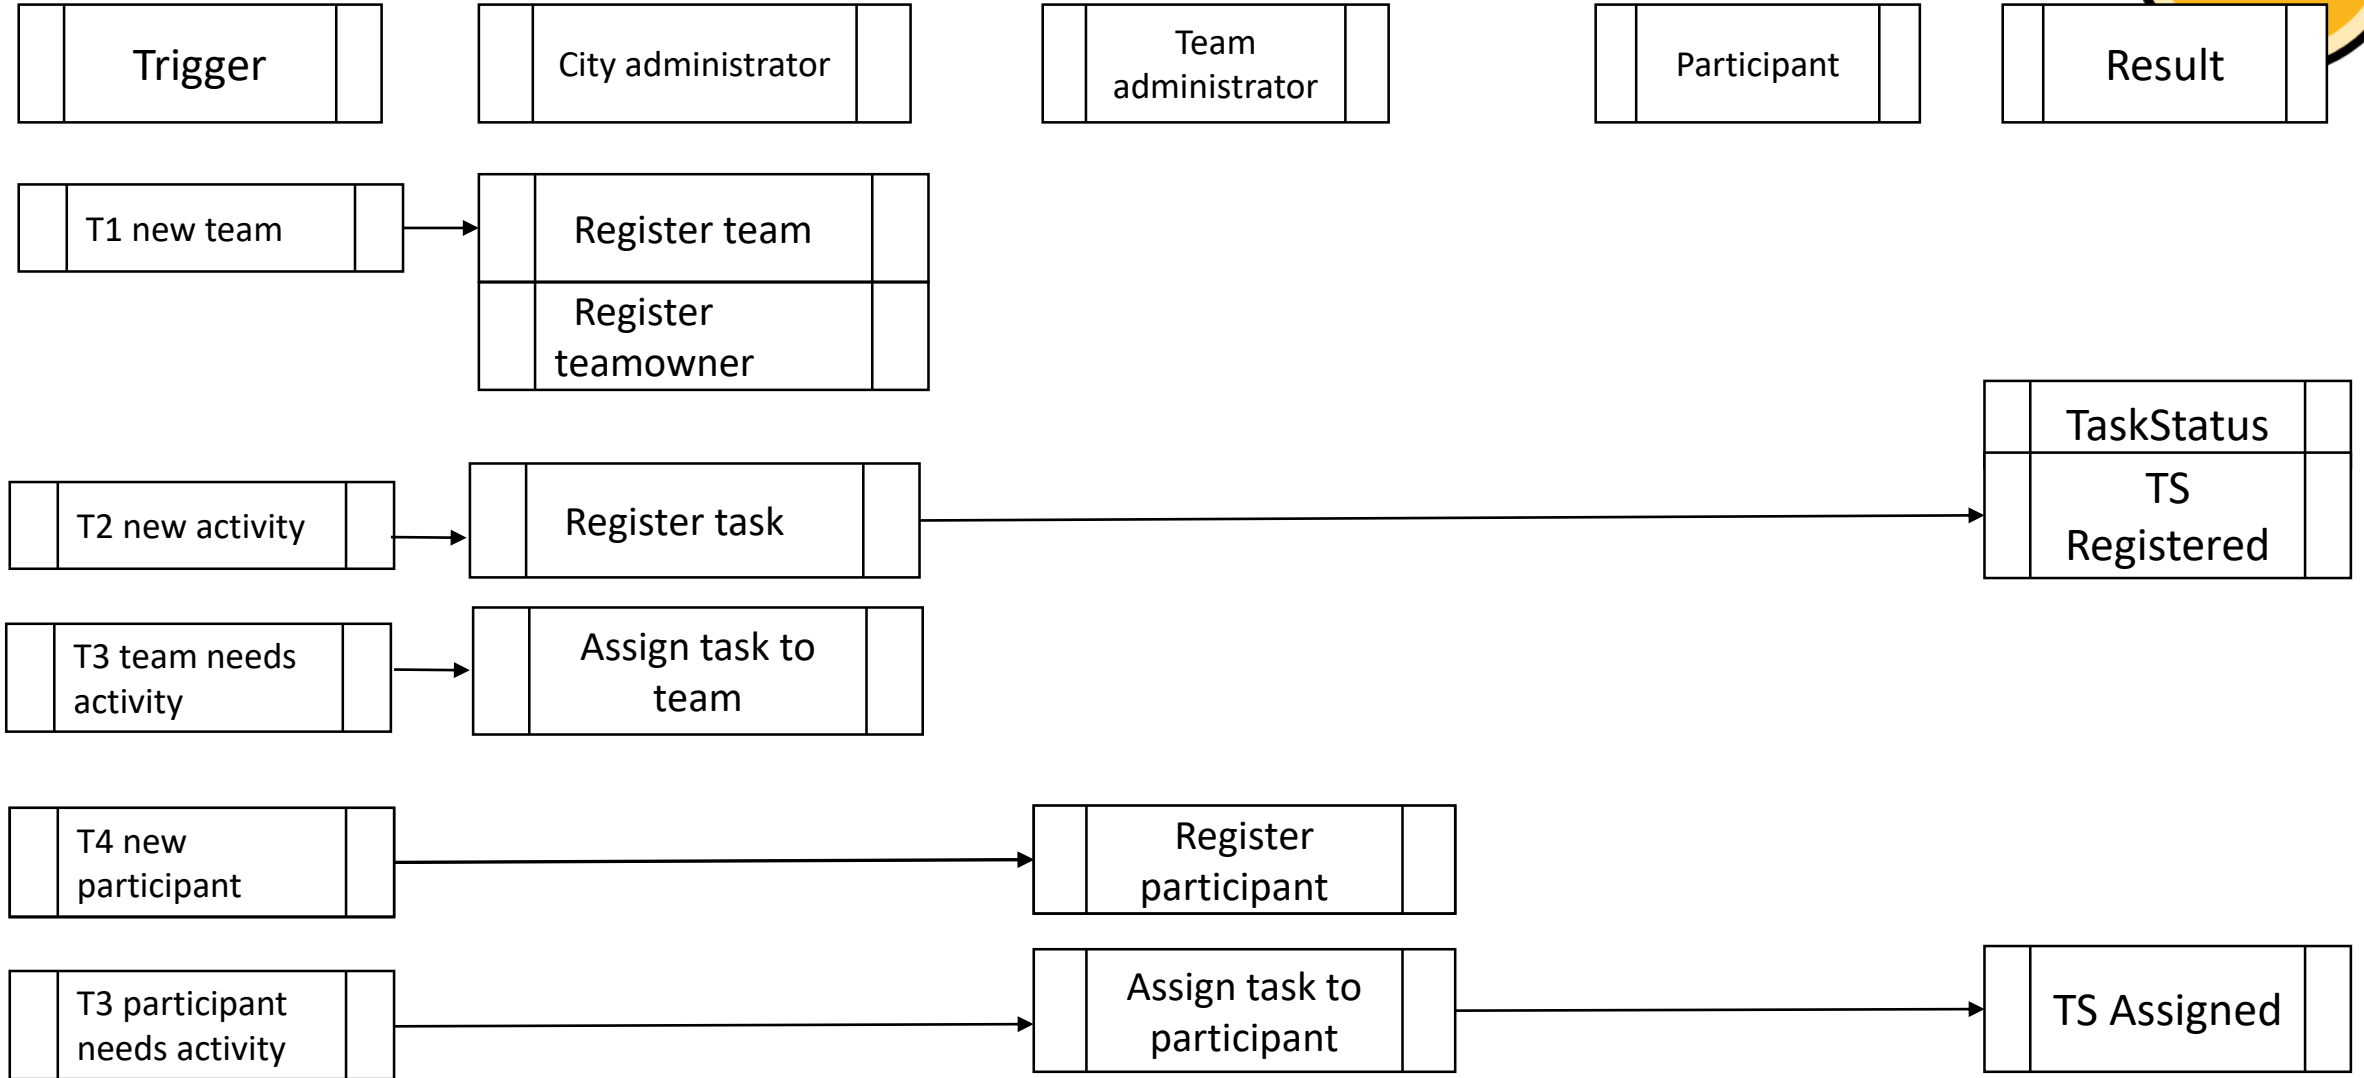 Trigger
City administrator
Team
administrator
Participant
Result
T1 new team
Register team
Register
teamowner
TaskStatus
T2 new activity
Register task
TS
Registered
T3 team needs
activity
Assign task to
team
T4 new
participant
Register
participant
T3 participant
needs activity
Assign task to
participant
TS Assigned